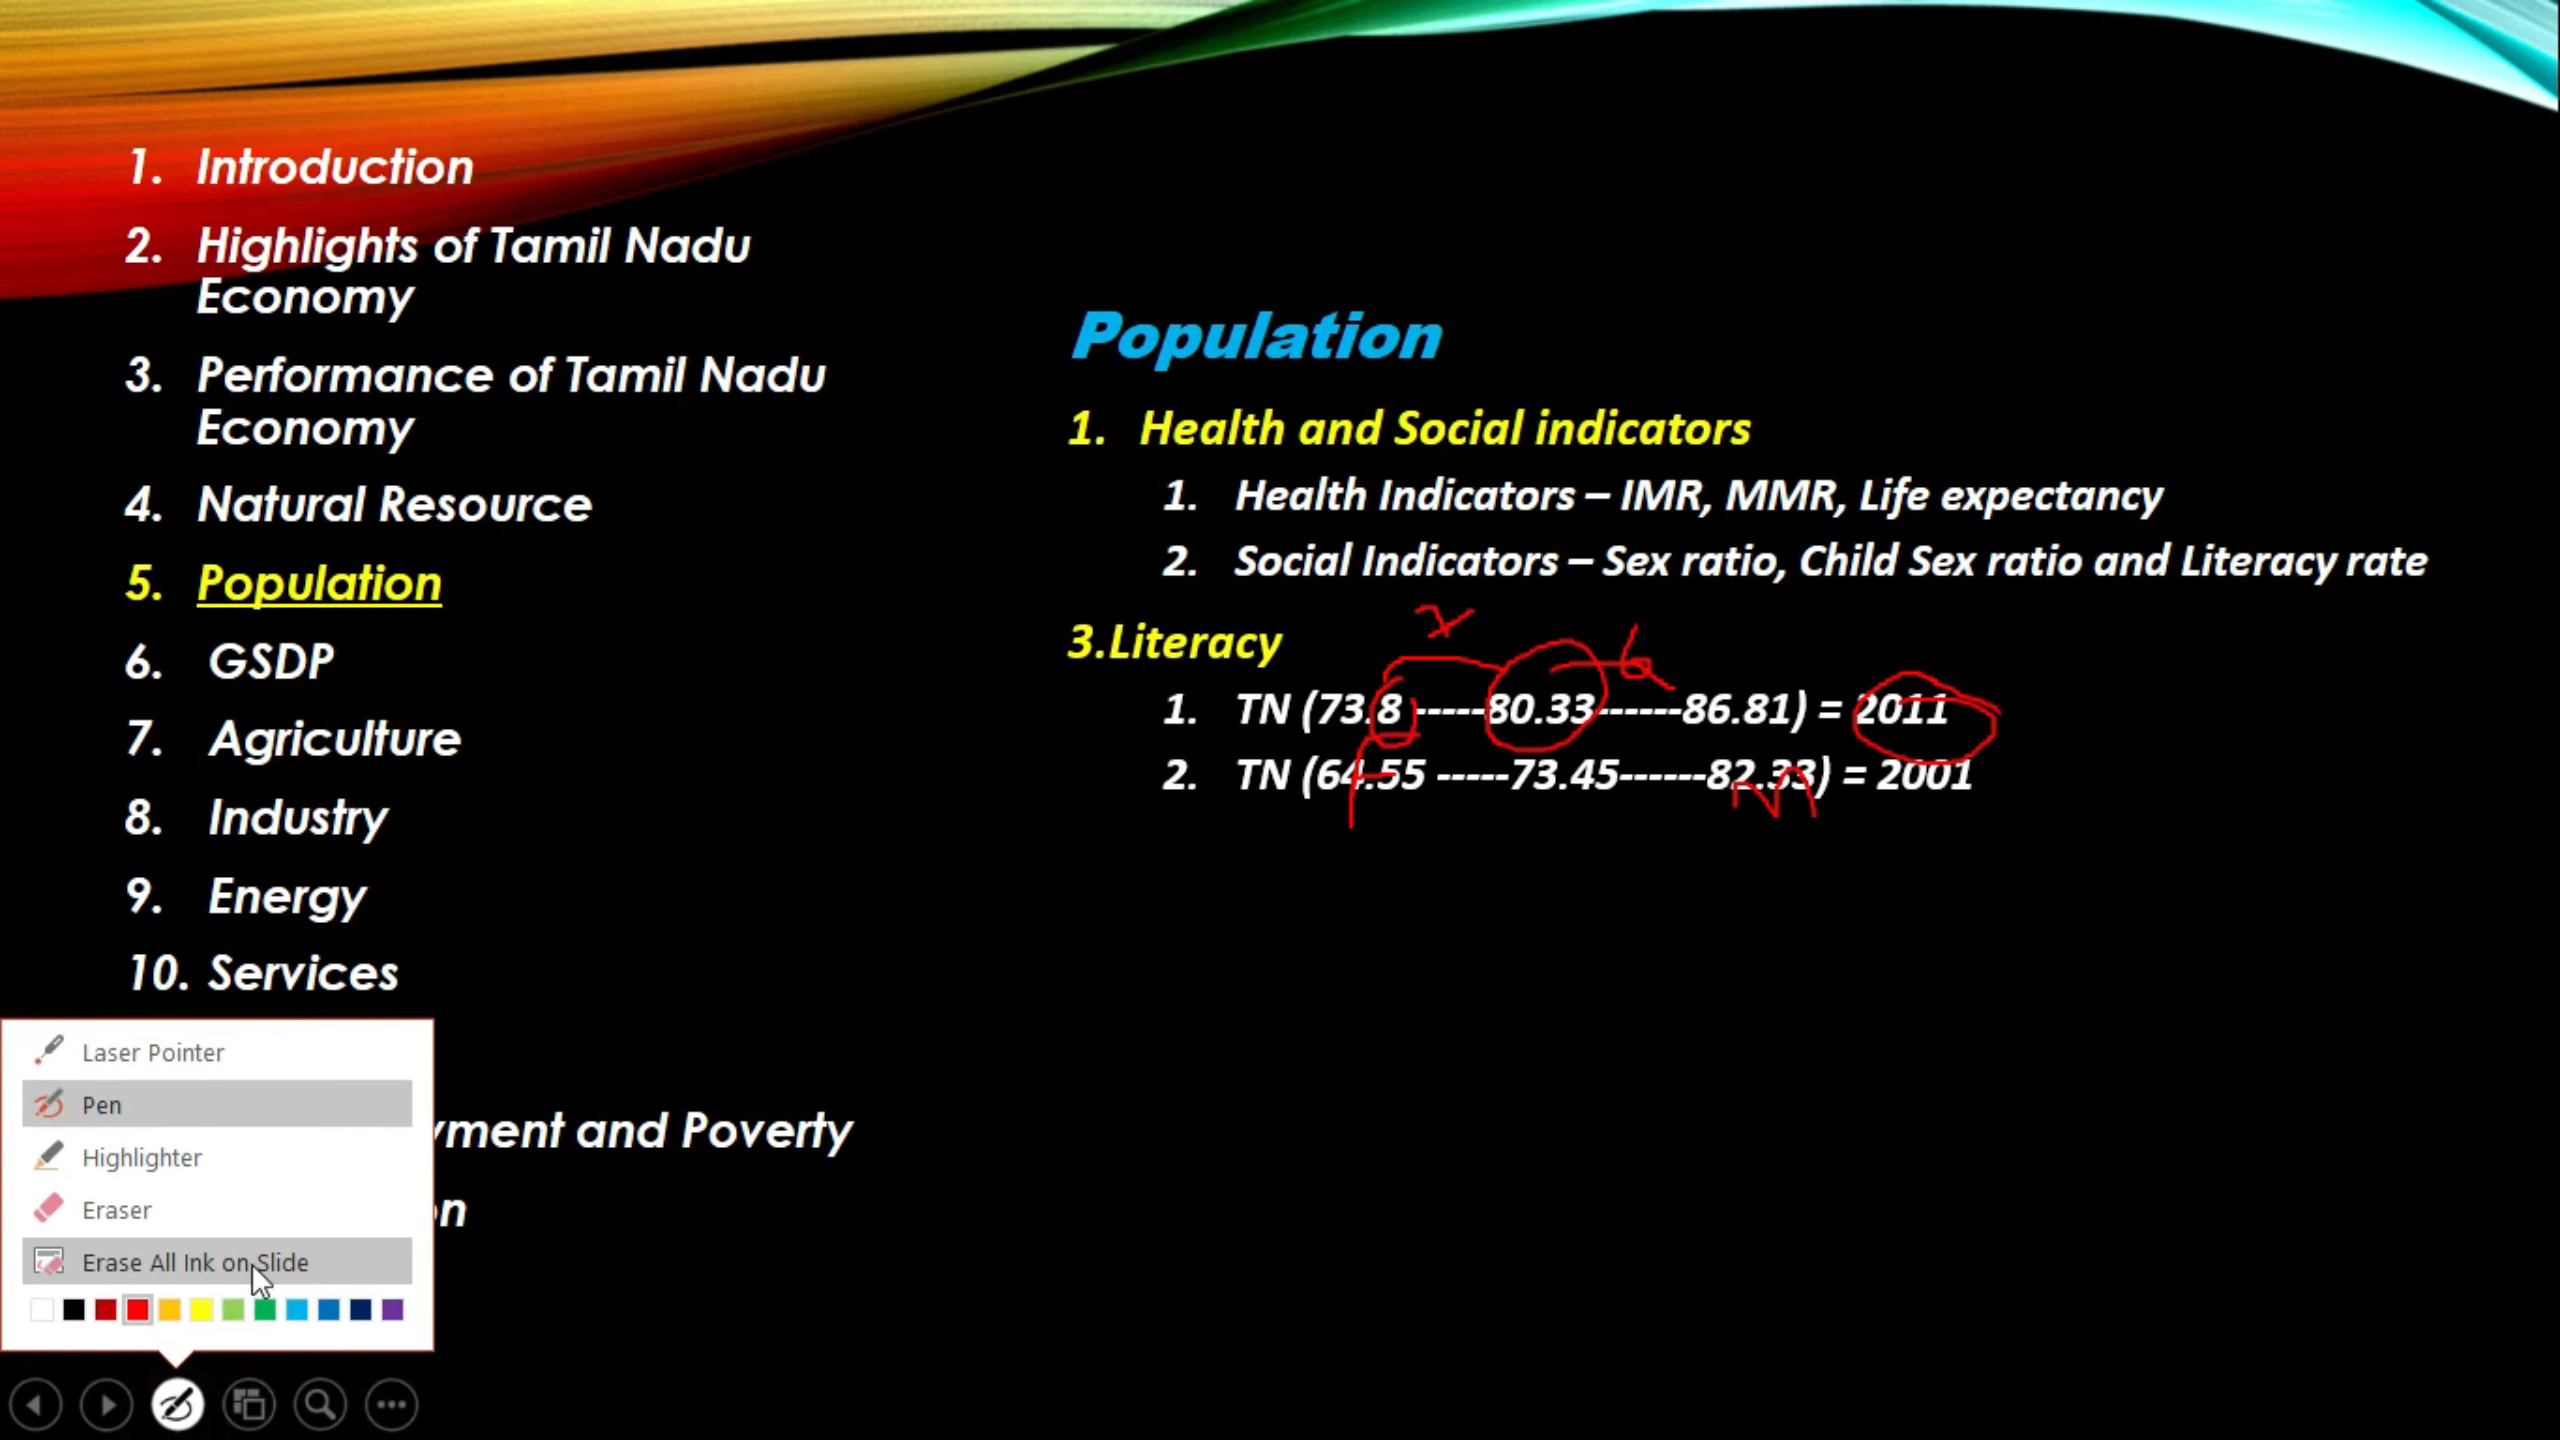 1. Introduction
2. Highlights of Tamil Nadu
Economy
3. Performance of Tamil Nadu
Economy
4. Natural Resource
5. Population
6. GSDP
7. Agriculture
8. Industry
9. Energy
10. Services
and Poverty
Population
1. Health and Social indicators
1. Health Indicators – IMR, MMR, Life expectancy
2. Social Indicators – Sex ratio, Child Sex ratio and Literacy rate
3.Literacy
7 6
1. TN (73.8 -----80.33------86.81) = 2011
2. TN (64.55 -----73.45------82.33) = 2001
F M
Laser Pointer
Pen
Highlighter
Eraser
Erase All Ink on Slide